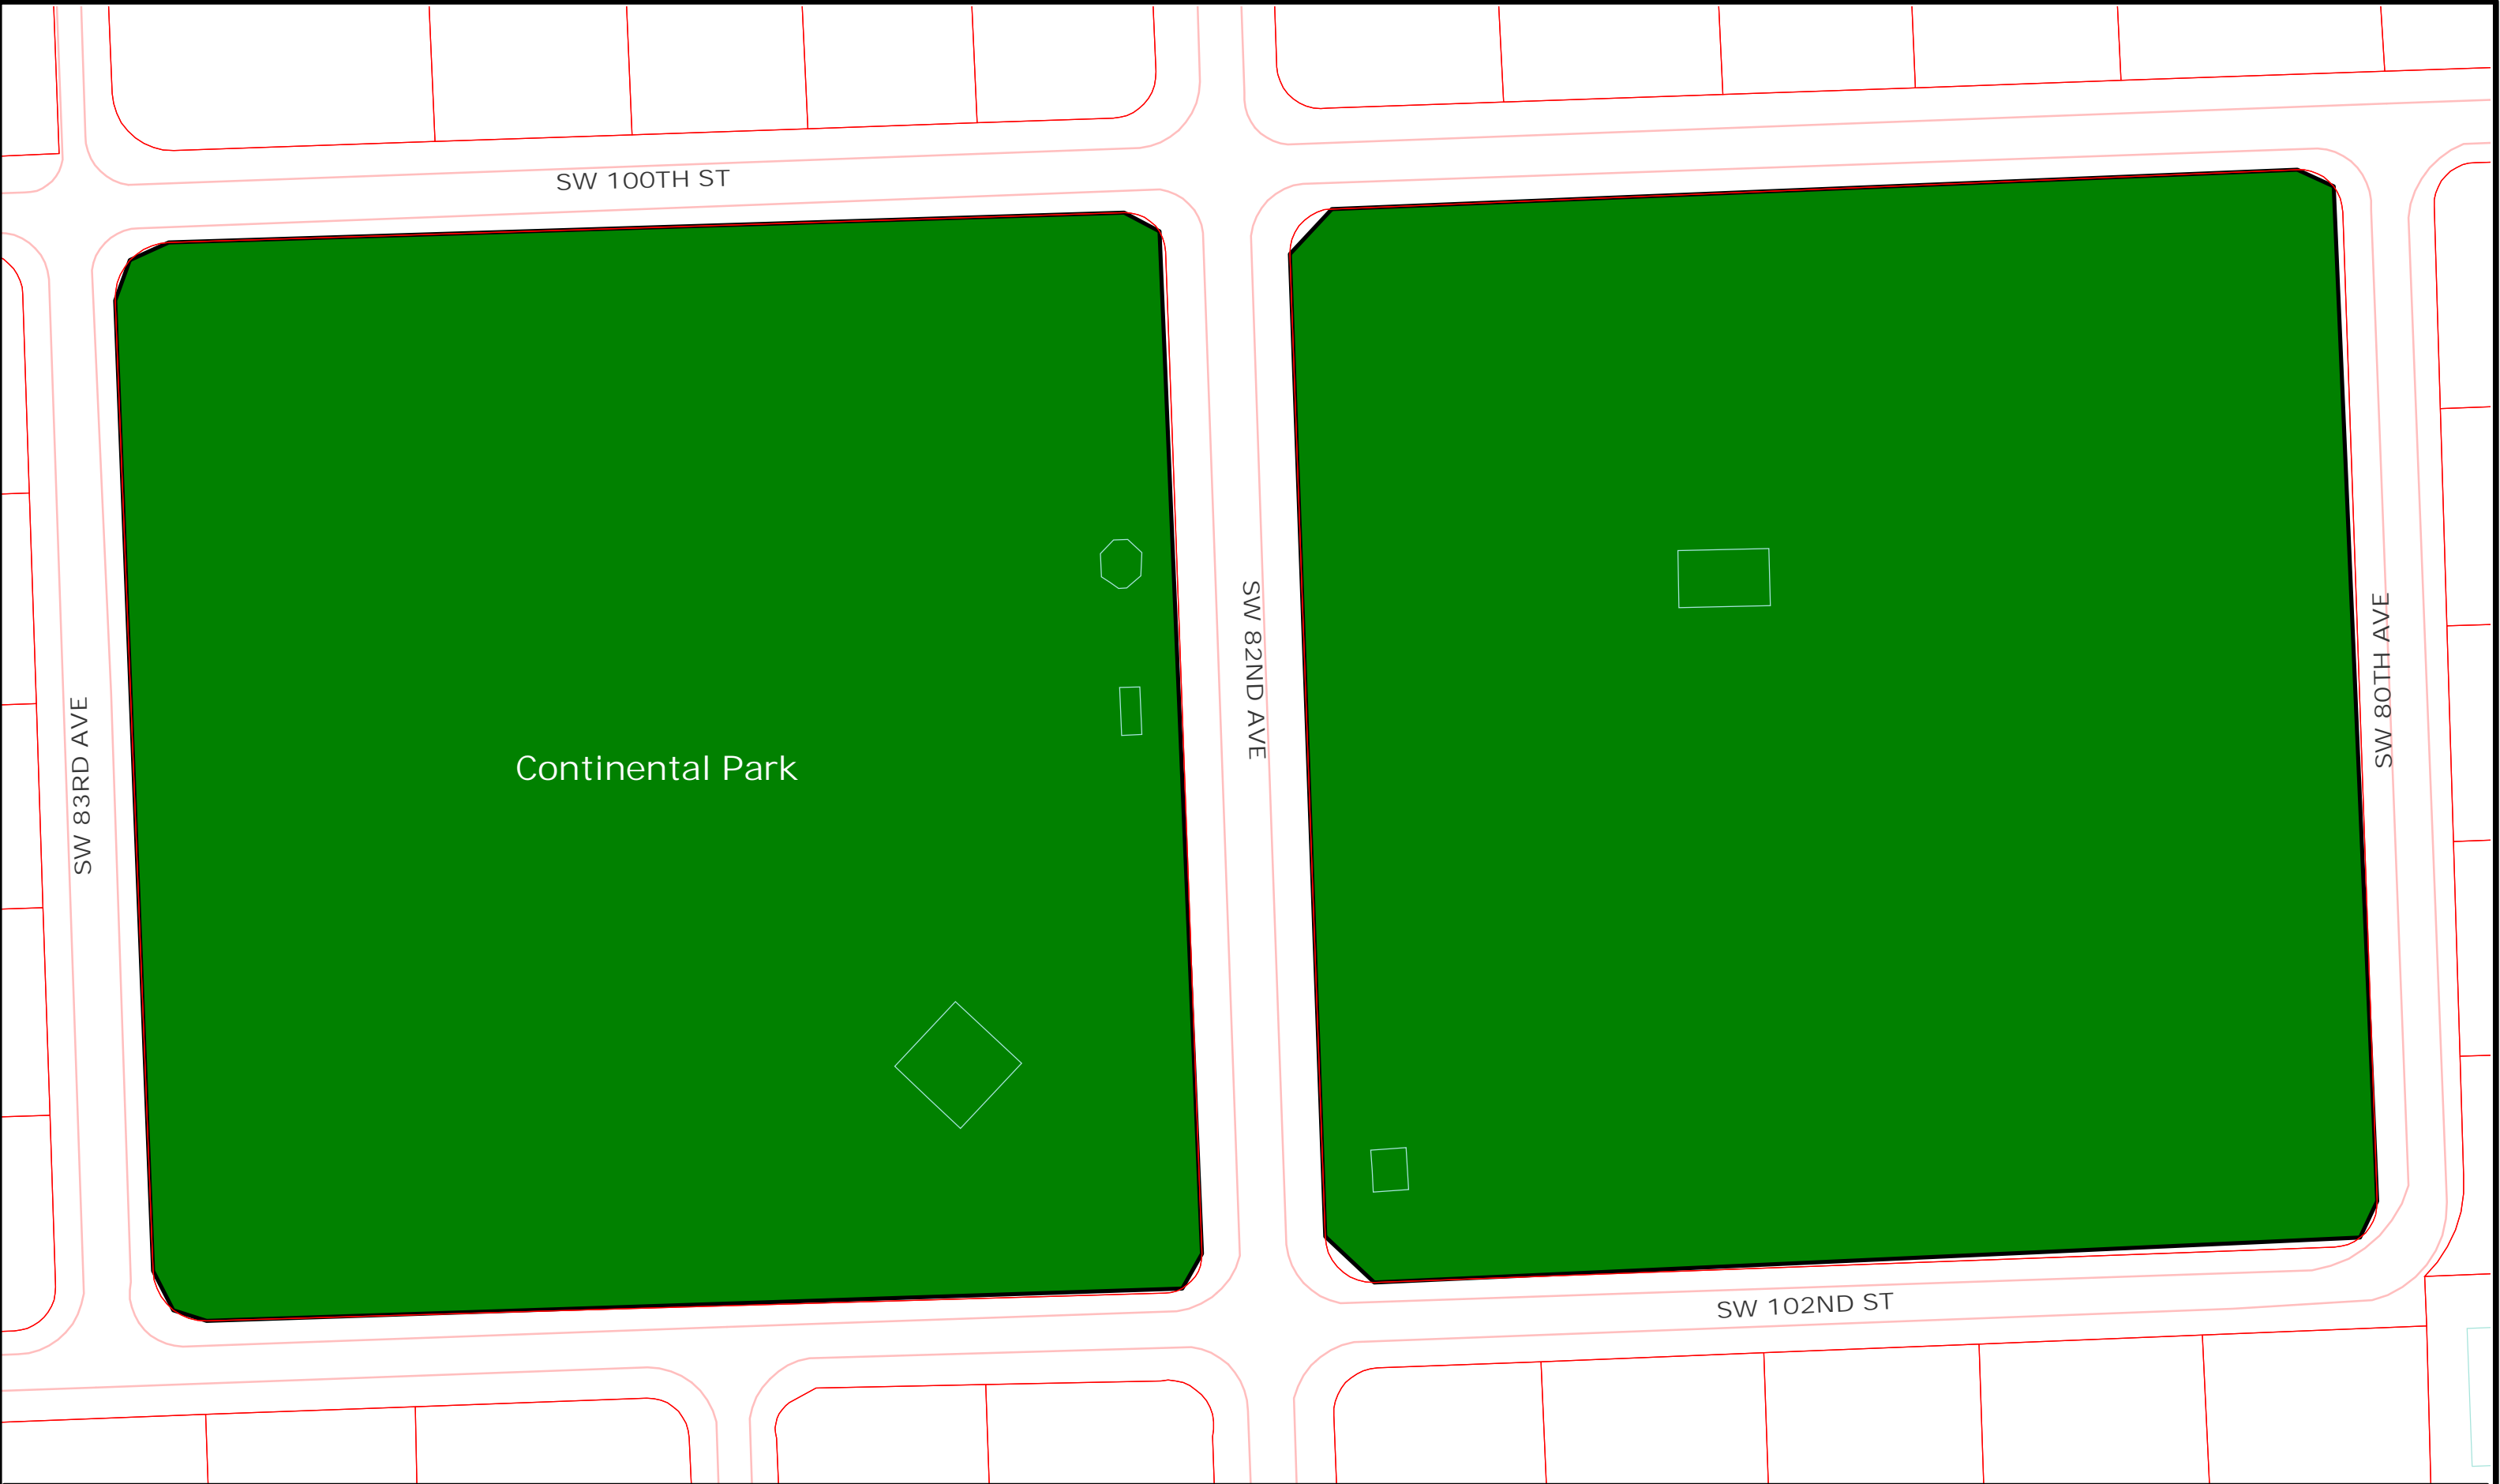 SW 100TH ST
SW 82ND AVE
SW 80TH AVE
SW 83RD AVE
Continental Park
SW 102ND ST